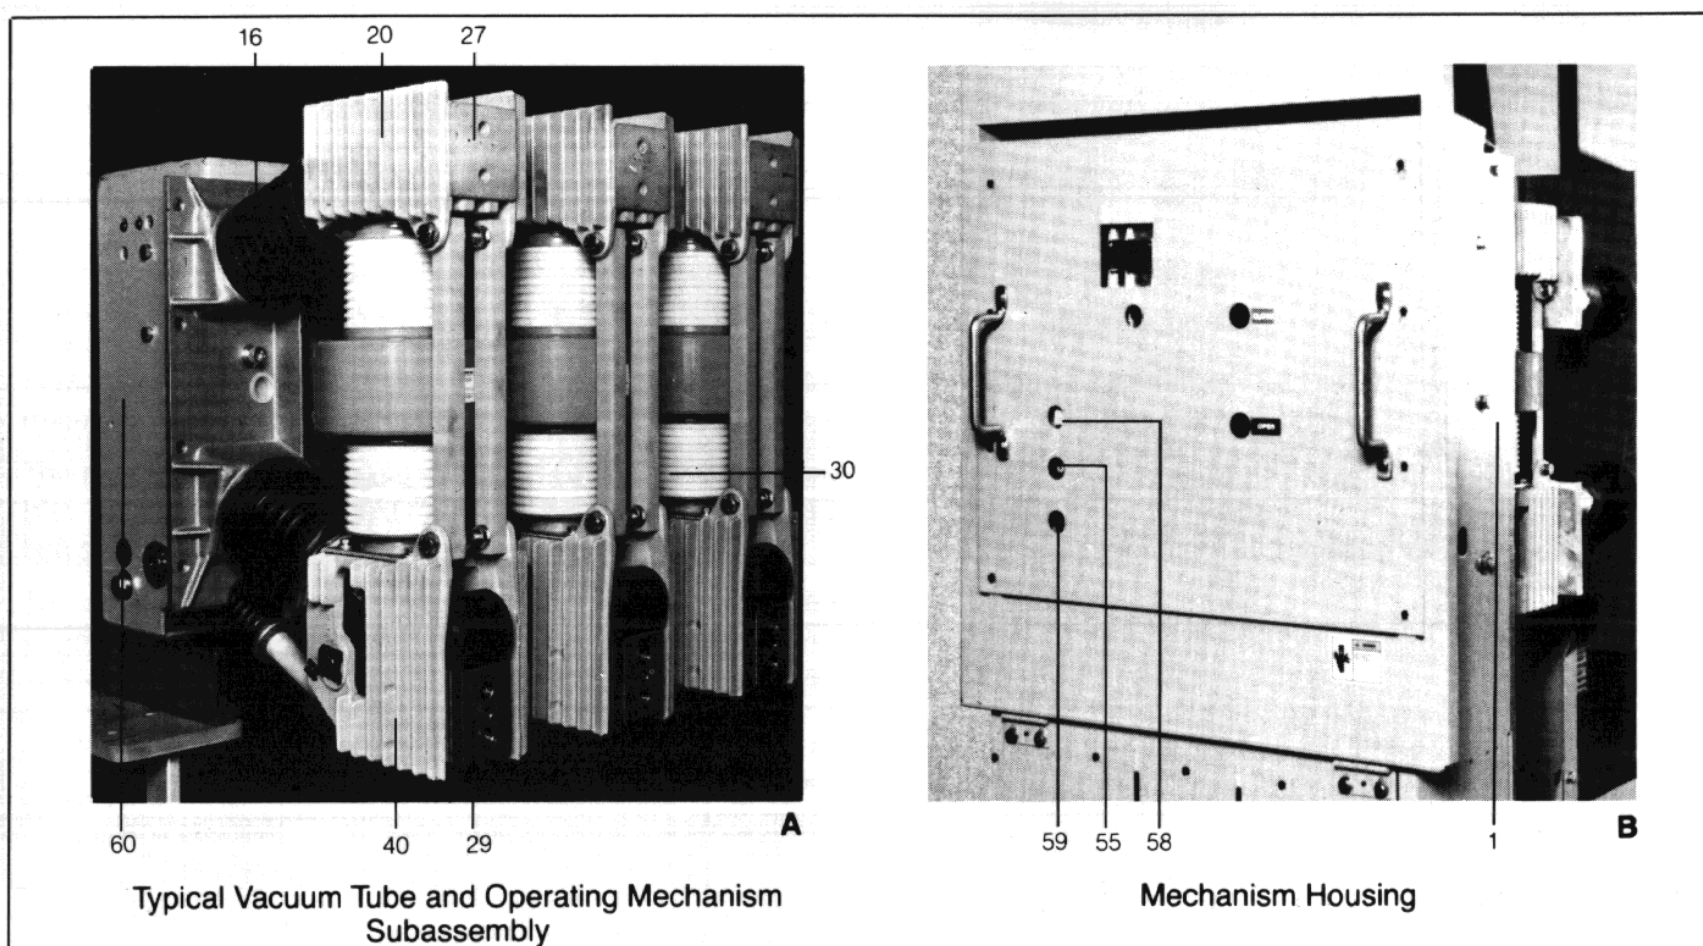 16 20 27
30
60 40 29 A
OPEN
59 55 58 1 B
Typical Vacuum Tube and Operating Mechanism
Subassembly
Mechanism Housing